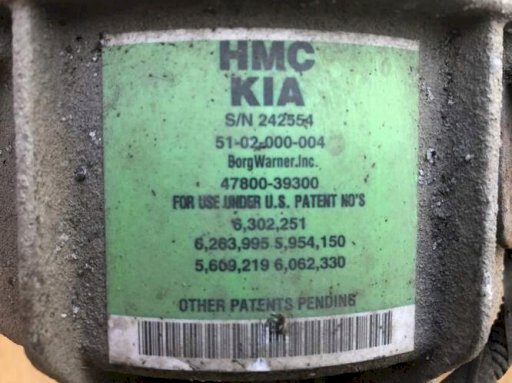 HMC
KIA
S/N 242554
51-02-000-004
BorgWarner.Inc.
47800-39300
FOR USE UNDER U.S. PATENT NO'S
6,302,251
6,263,995 5,954,150
5,609,219 6,062,330
OTHER PATENTS PENDING